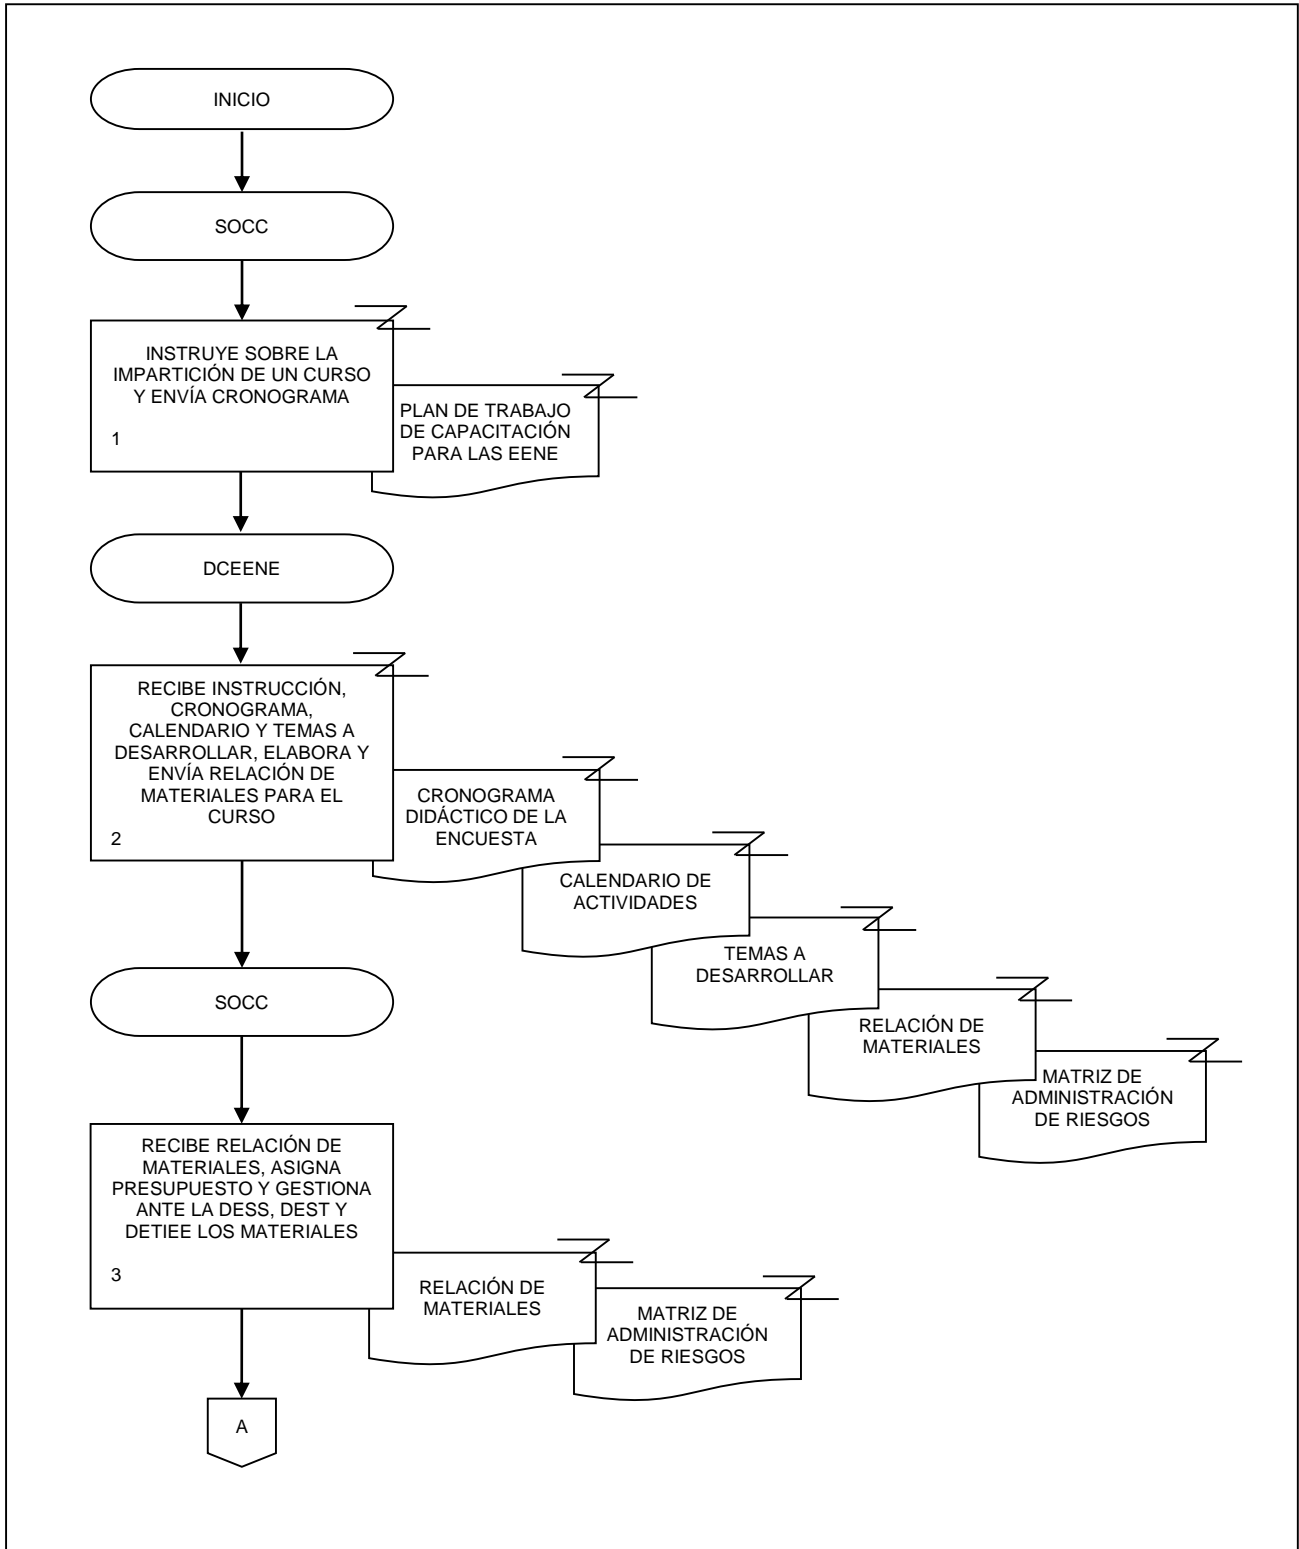 INICIO
SOCC
INSTRUYE SOBRE LA
IMPARTICIÓN DE UN CURSO
Y ENVÍA CRONOGRAMA
1
PLAN DE TRABAJO
DE CAPACITACIÓN
PARA LAS EENE
DCEENE
RECIBE INSTRUCCIÓN,
CRONOGRAMA,
CALENDARIO Y TEMAS A
DESARROLLAR, ELABORA Y
ENVÍA RELACIÓN DE
MATERIALES PARA EL
CURSO
2
CRONOGRAMA
DIDÁCTICO DE LA
ENCUESTA
CALENDARIO DE
ACTIVIDADES
TEMAS A
DESARROLLAR
RELACIÓN DE
MATERIALES
MATRIZ DE
ADMINISTRACIÓN
DE RIESGOS
SOCC
RECIBE RELACIÓN DE
MATERIALES, ASIGNA
PRESUPUESTO Y GESTIONA
ANTE LA DESS, DEST Y
DETIEE LOS MATERIALES
3
RELACIÓN DE
MATERIALES
MATRIZ DE
ADMINISTRACIÓN
DE RIESGOS
A